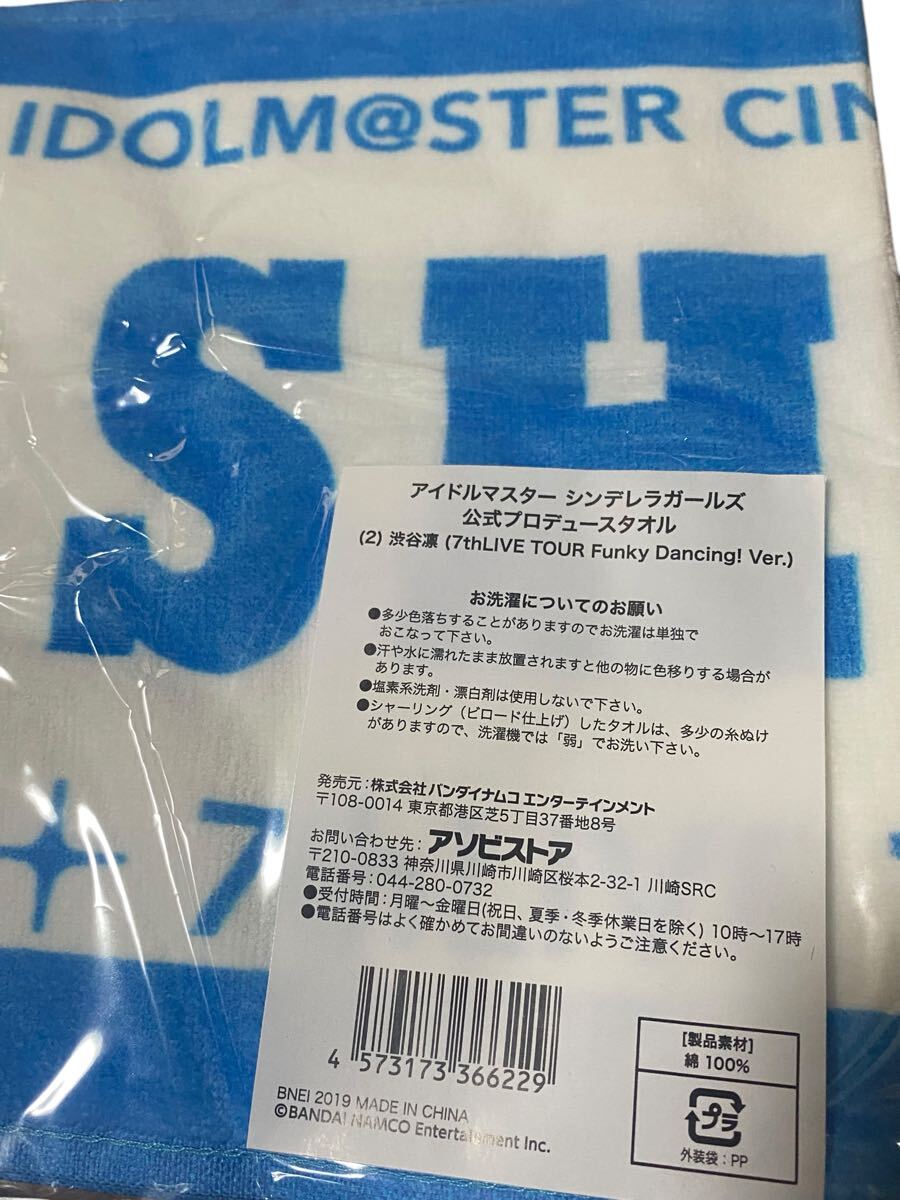 IDOLM@STER CIN
SH
7
アイドルマスター シンデレラガールズ
公式プロデュースタオル
(2) 渋谷凛 (7thLIVE TOUR Funky Dancing! Ver.)
お洗濯についてのお願い
●多少色落ちすることがありますのでお洗濯は単独で
おこなって下さい。
●汗や水に濡れたまま放置されますと他の物に色移りする場合が
あります。
●塩素系洗剤・漂白剤は使用しないで下さい。
●シャーリング（ビロード仕上げ）したタオルは、多少の糸ぬけ
がありますので、洗濯機では「弱」でお洗い下さい。
発売元：株式会社バンダイナムコエンターテインメント
〒108-0014 東京都港区芝5丁目37番地8号
お問い合わせ先：アソビストア
〒210-0833 神奈川県川崎市川崎区桜本2-32-1 川崎SRC
電話番号：044-280-0732
●受付時間：月曜～金曜日(祝日、夏季・冬季休業日を除く) 10時～17時
●電話番号はよく確かめてお間違いのないようご注意ください。
4 573173 366229
BNEI 2019 MADE IN CHINA
©BANDAI NAMCO Entertainment Inc.
[製品素材]
綿 100%
プラ
外装袋：PP